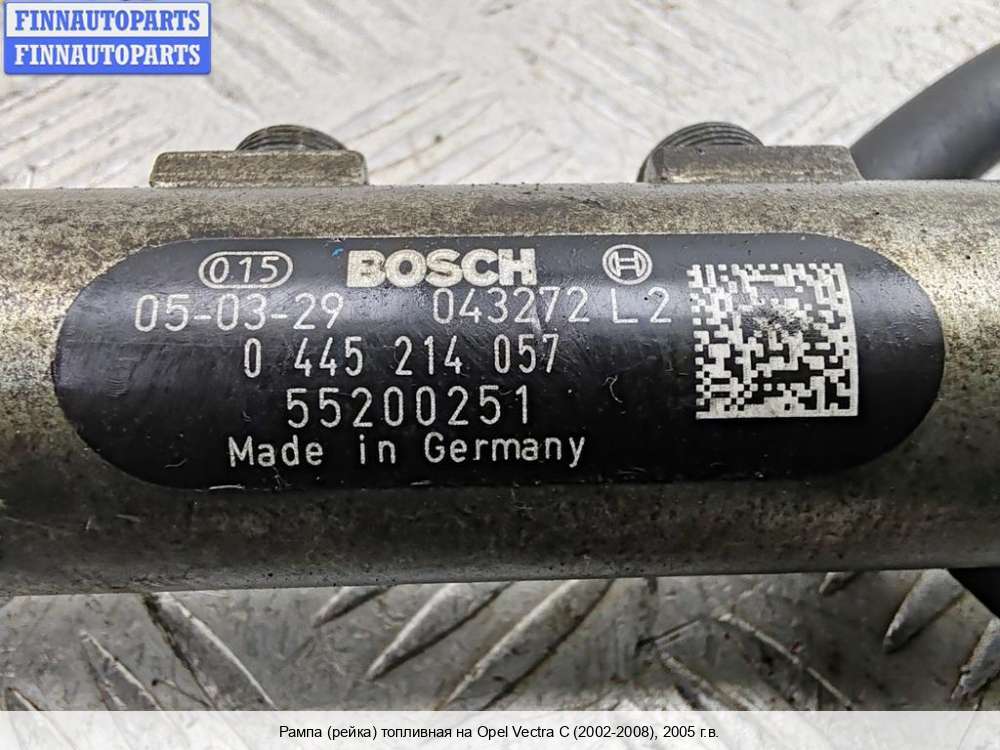 FINNAUTOPARTS
FINNAUTOPARTS
015 BOSCH
05-03-29 043272 L 2
0 445 214 057
55200251
Made in Germany
Рампа (рейка) топливная на Opel Vectra C (2002-2008), 2005 г.в.